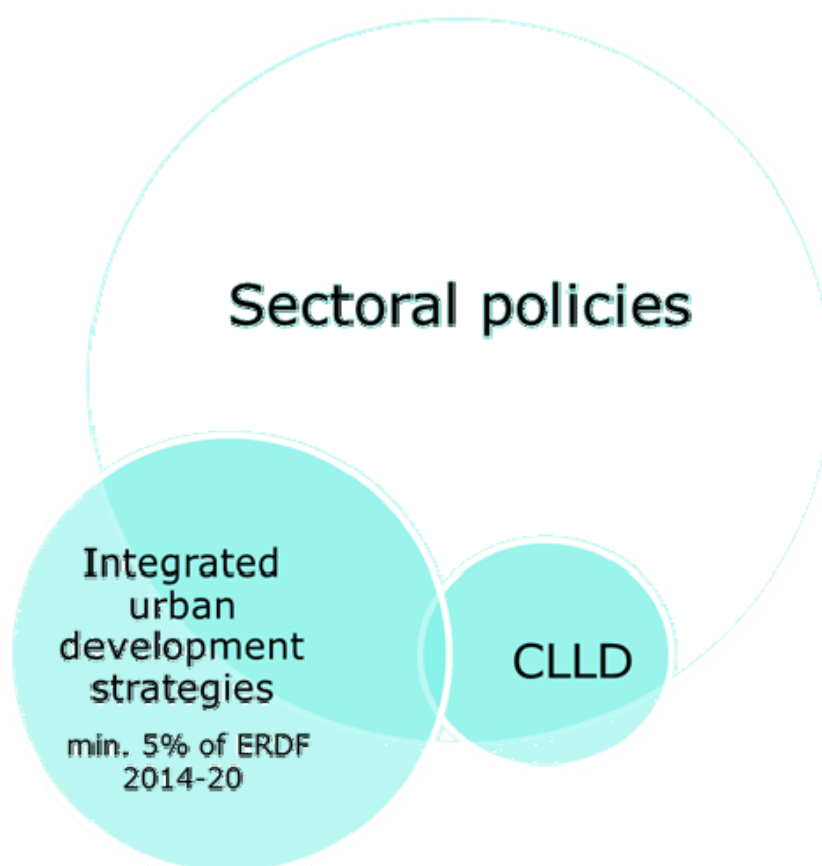 Sectoral policies
Integrated
urban
development
strategies
min. 5% of ERDF
2014-20
CLLD